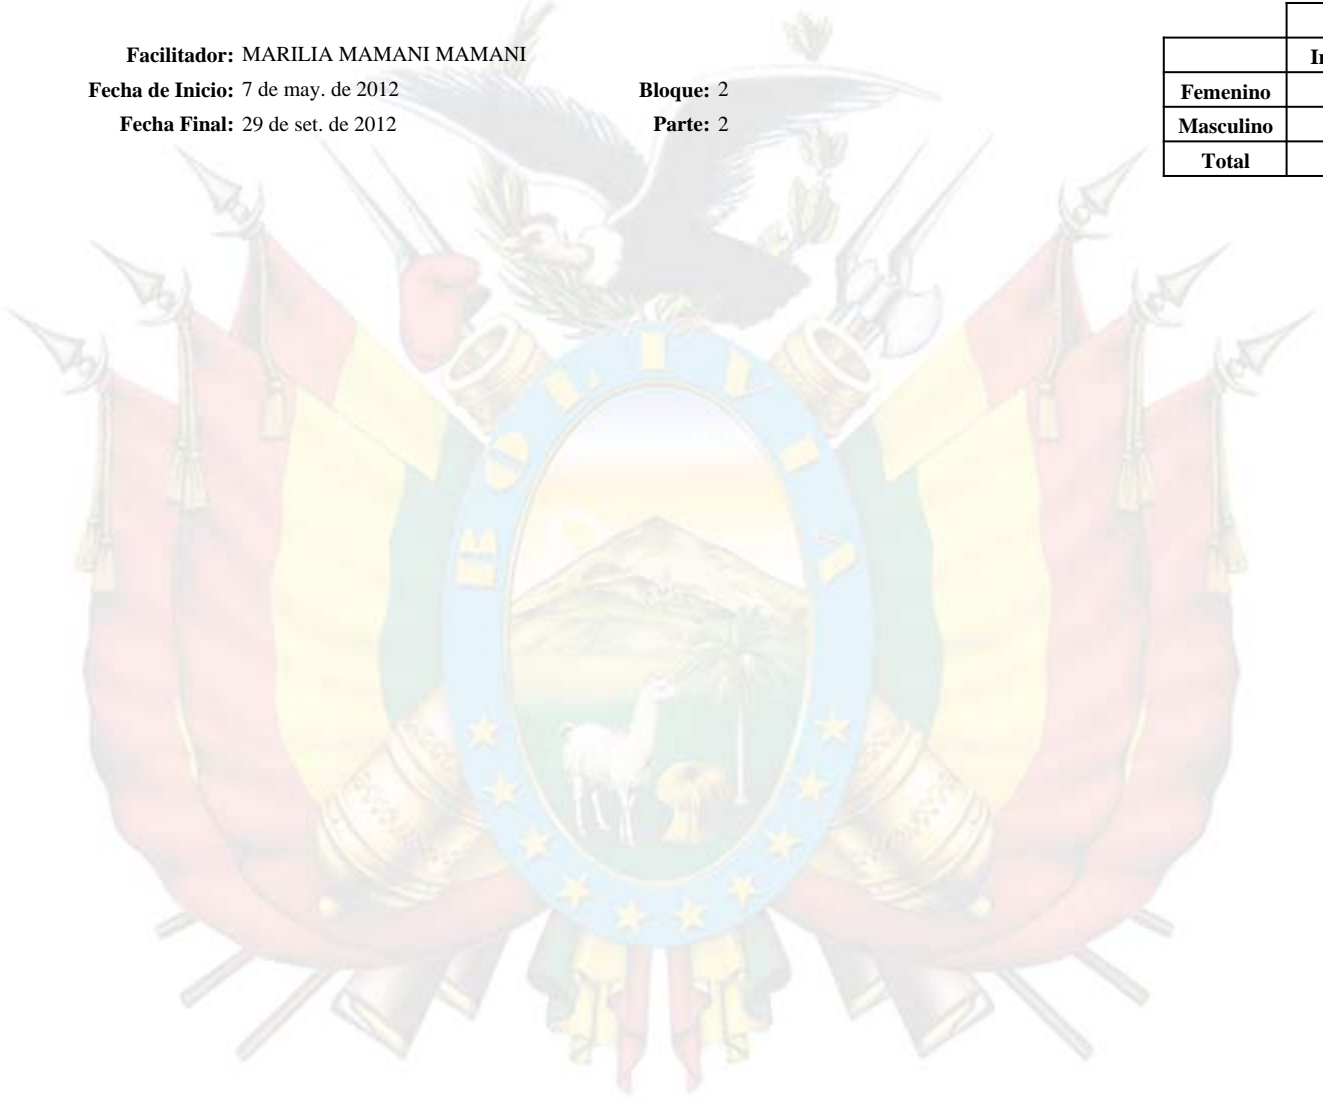 Facilitador: MARILIA MAMANI MAMANI
Fecha de Inicio: 7 de may. de 2012 Bloque: 2
Fecha Final: 29 de set. de 2012 Parte: 2
Femenino
Masculino
Total
BOLIVIA